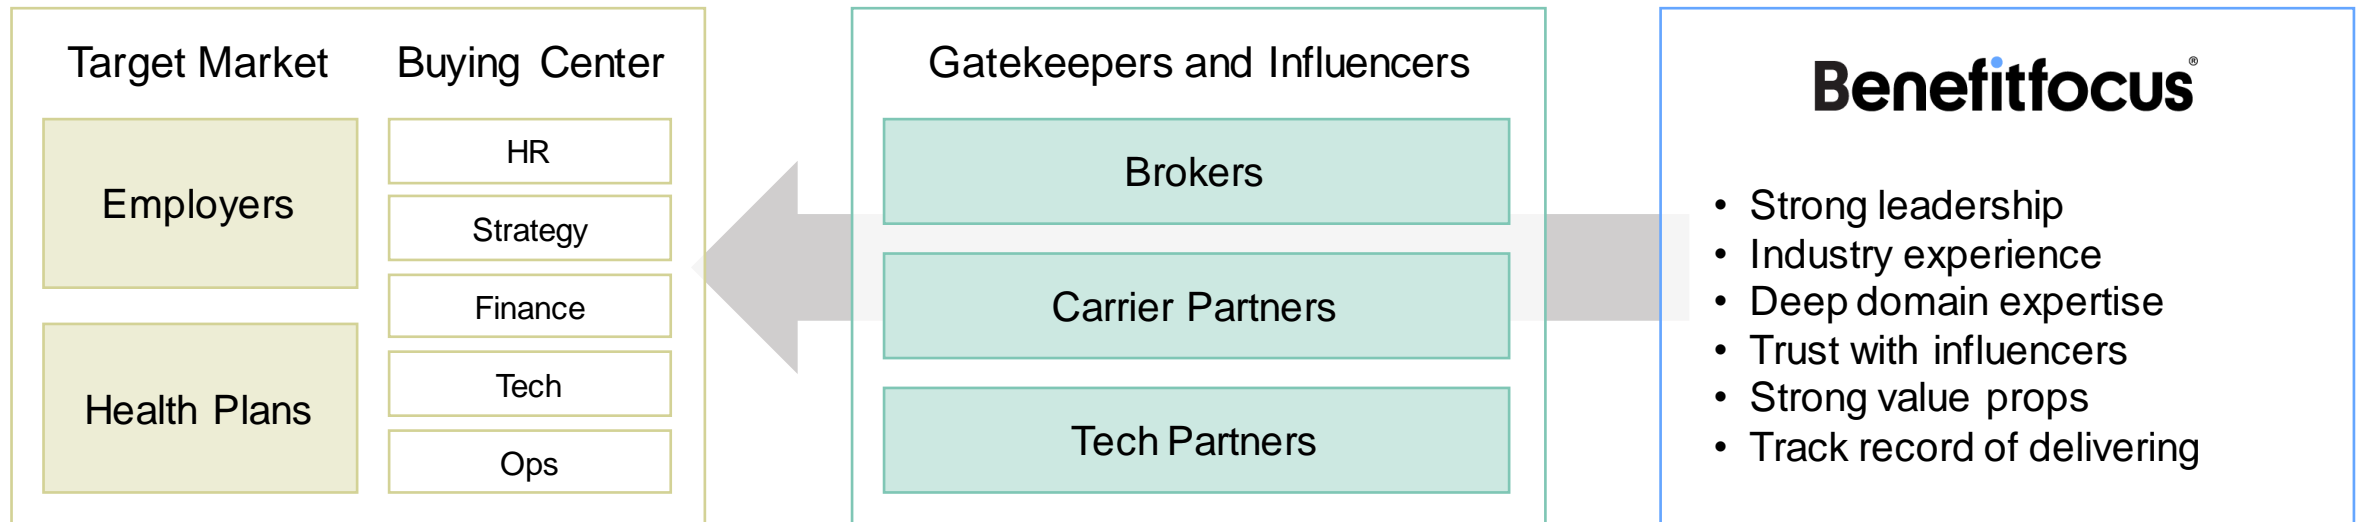 Target Market
Employers
Health Plans
Buying Center
HR
Strategy
Finance
Tech
Ops
Gatekeepers and Influencers
Brokers
Carrier Partners
Tech Partners
Benefitfocus®
• Strong leadership
• Industry experience
• Deep domain expertise
• Trust with influencers
• Strong value props
• Track record of delivering